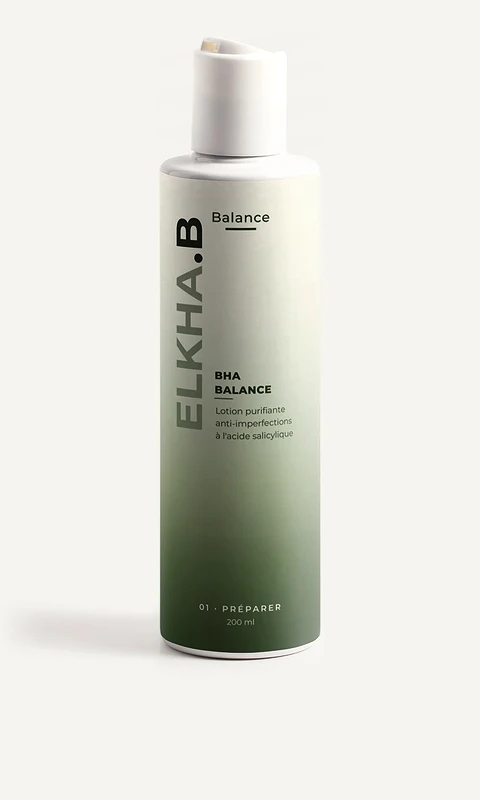 Balance
ELKHA.B
BHA
BALANCE
Lotion purifiante
anti-imperfections
à l'acide salicylique
01 · PRÉPARER
200 ml